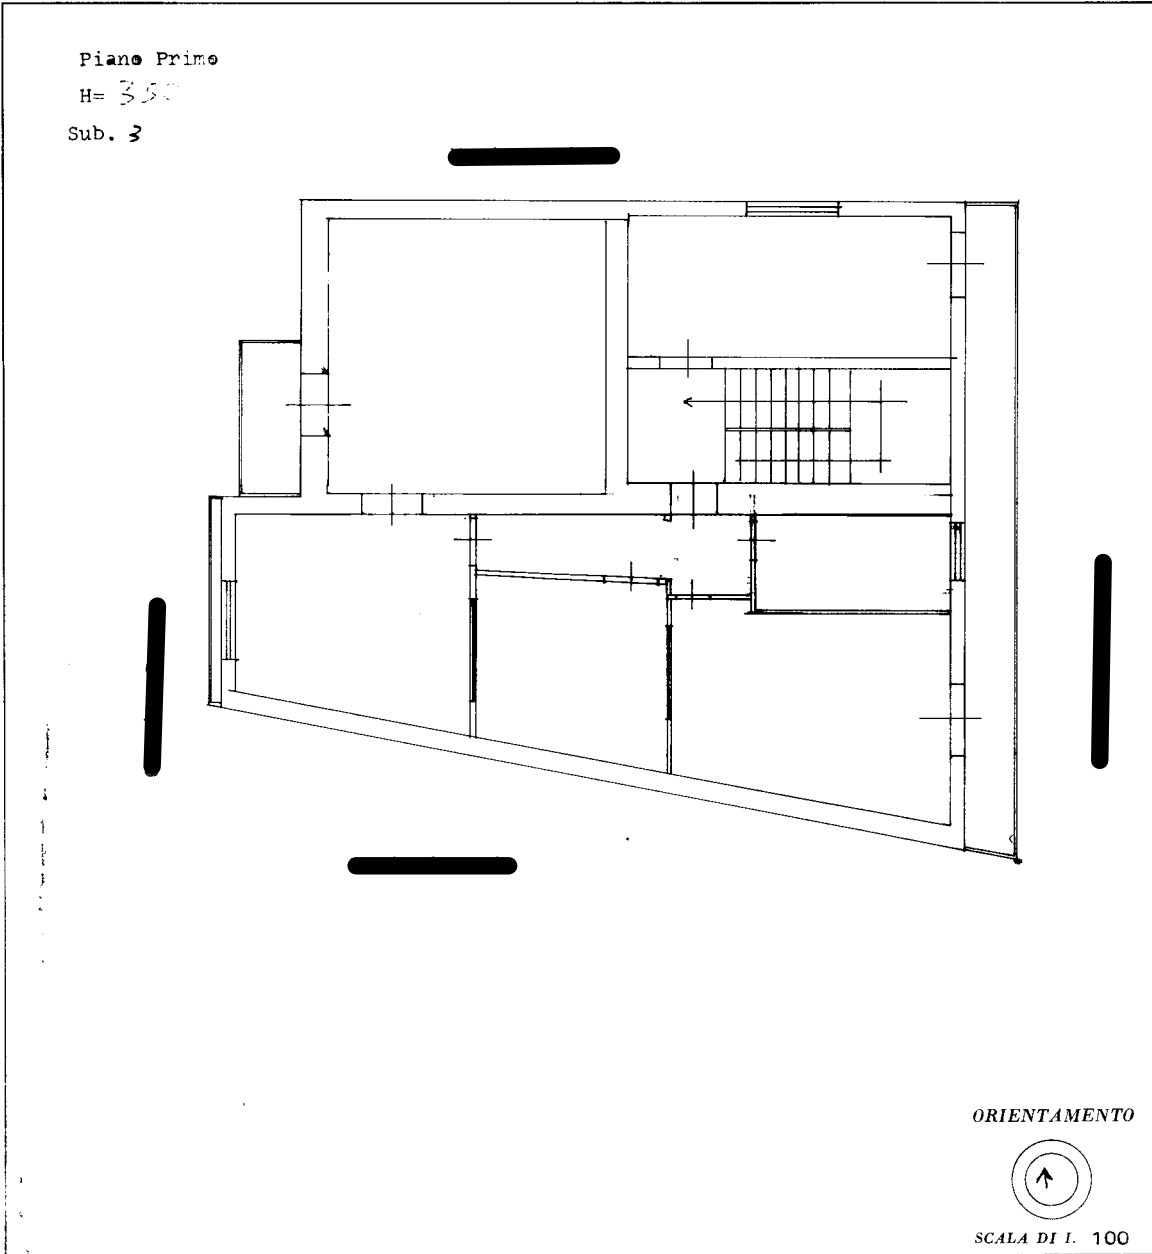 Piano Primo
H= 350
Sub. 3
ORIENTAMENTO
SCALA DI 1. 100